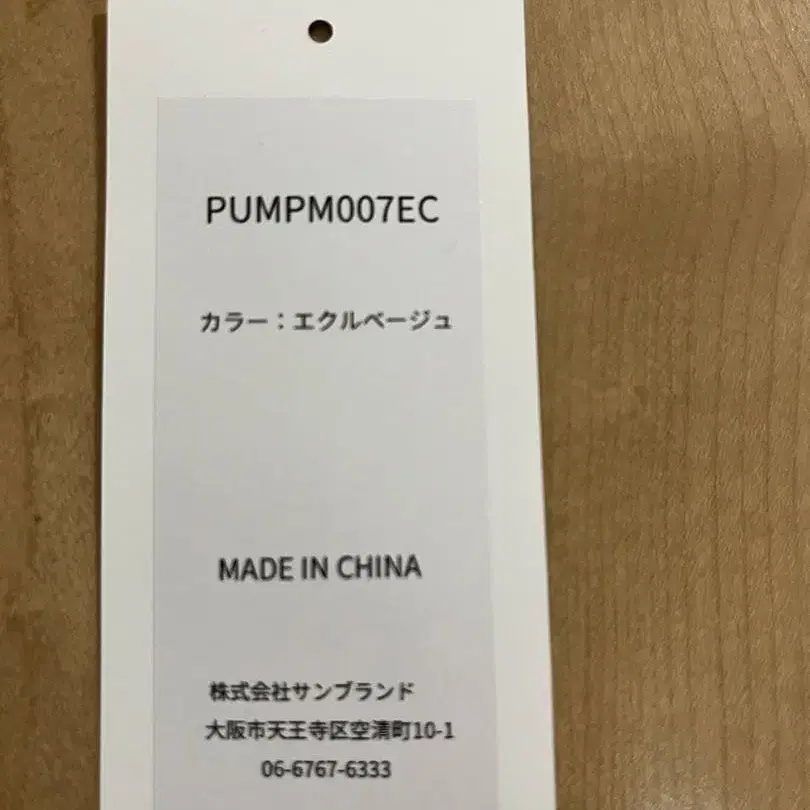 PUMPM007EC
カラー：エクルベージュ
MADE IN CHINA
株式会社サンブランド
大阪市天王寺区空清町10-1
06-6767-6333